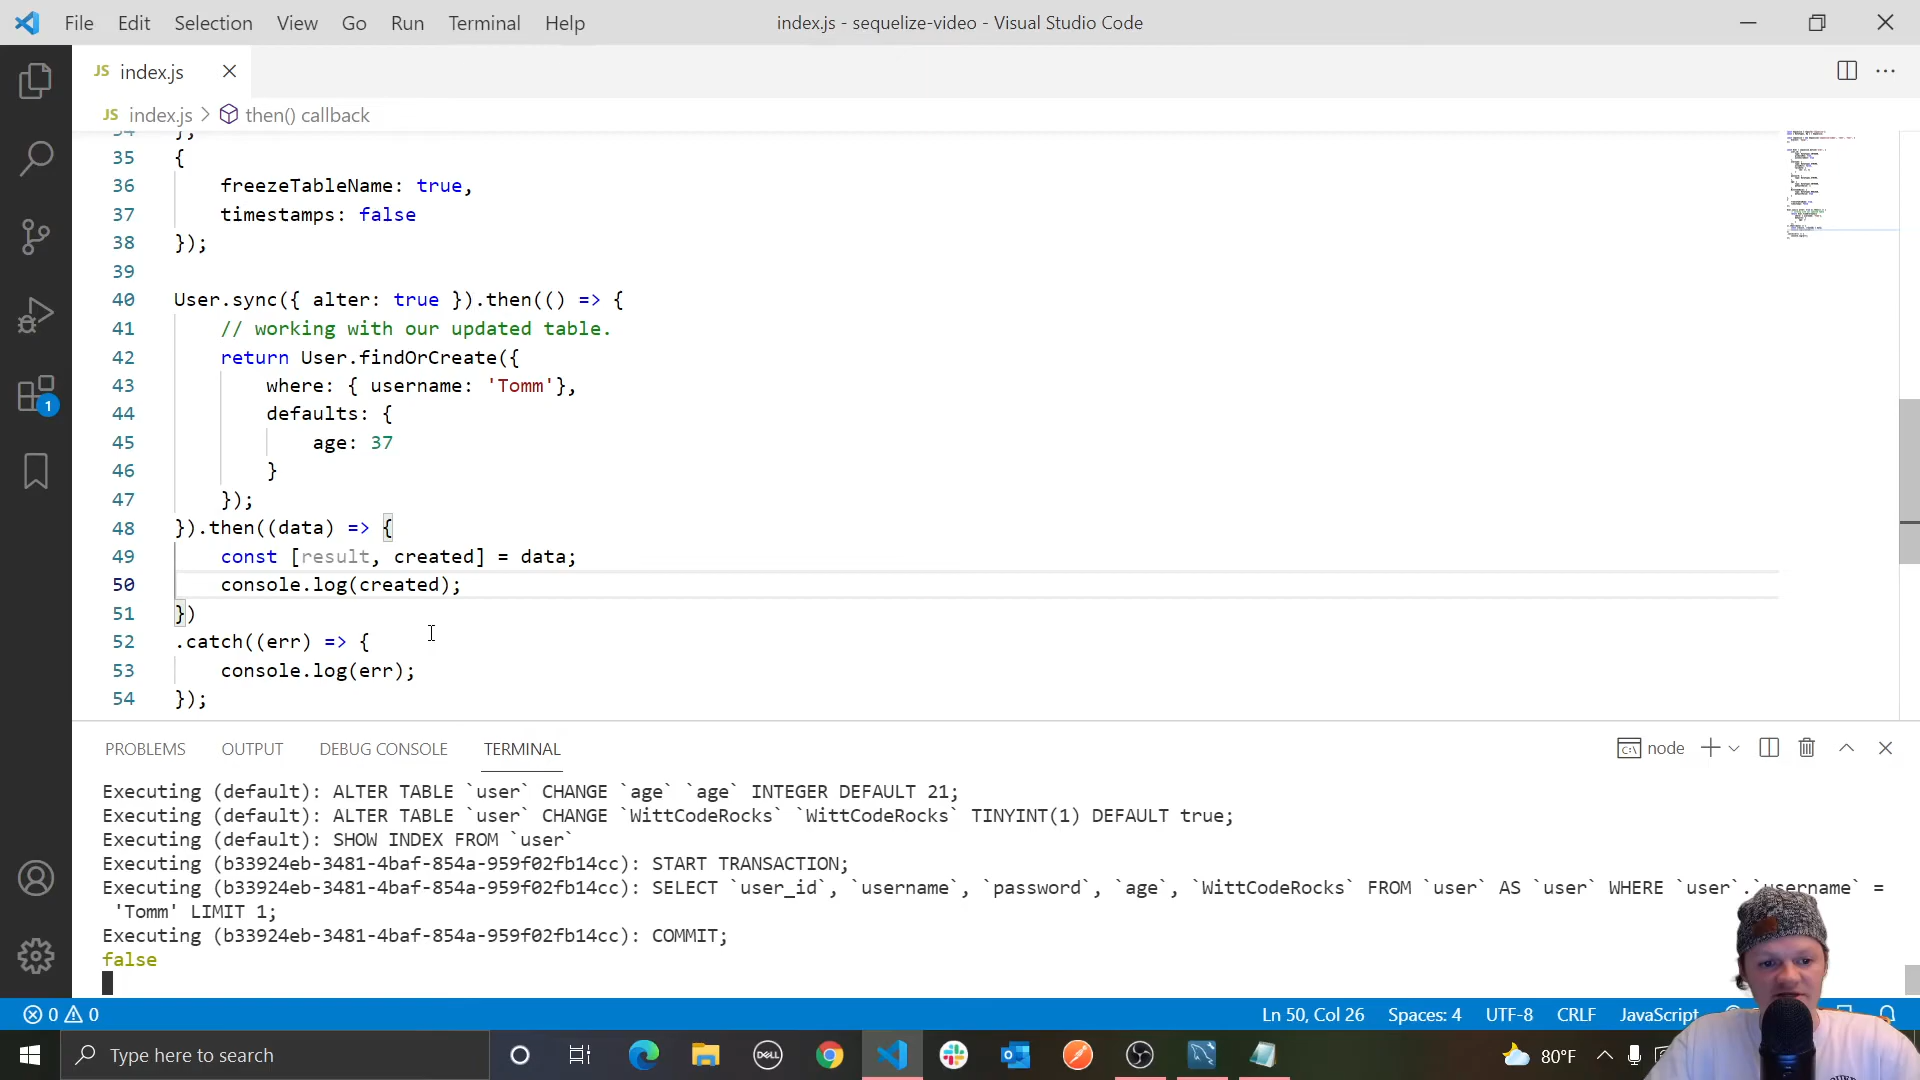 File Edit Selection View Go Run Terminal Help index.js - sequelize-video - Visual Studio Code
JS index.js
JS index.js > then() callback
34 },
35 {
36 freezeTableName: true,
37 timestamps: false
38 });
39
40 User.sync({ alter: true }).then(() => {
41 // working with our updated table.
42 return User.findOrCreate({
43 where: { username: 'Tomm'},
44 defaults: {
45 age: 37
46 }
47 });
48 }).then((data) => {
49 const [result, created] = data;
50 console.log(created);
51 })
52 .catch((err) => {
53 console.log(err);
54 });
1
PROBLEMS OUTPUT DEBUG CONSOLE TERMINAL node
Executing (default): ALTER TABLE `user` CHANGE `age` `age` INTEGER DEFAULT 21;
Executing (default): ALTER TABLE `user` CHANGE `WittCodeRocks` `WittCodeRocks` TINYINT(1) DEFAULT true;
Executing (default): SHOW INDEX FROM `user`
Executing (b33924eb-3481-4baf-854a-959f02fb14cc): START TRANSACTION;
Executing (b33924eb-3481-4baf-854a-959f02fb14cc): SELECT `user_id`, `username`, `password`, `age`, `WittCodeRocks` FROM `user` AS `user` WHERE `user`.`username` =
'Tomm' LIMIT 1;
Executing (b33924eb-3481-4baf-854a-959f02fb14cc): COMMIT;
false
0 0 Ln 50, Col 26 Spaces: 4 UTF-8 CRLF JavaScript
Type here to search DELL 80°F